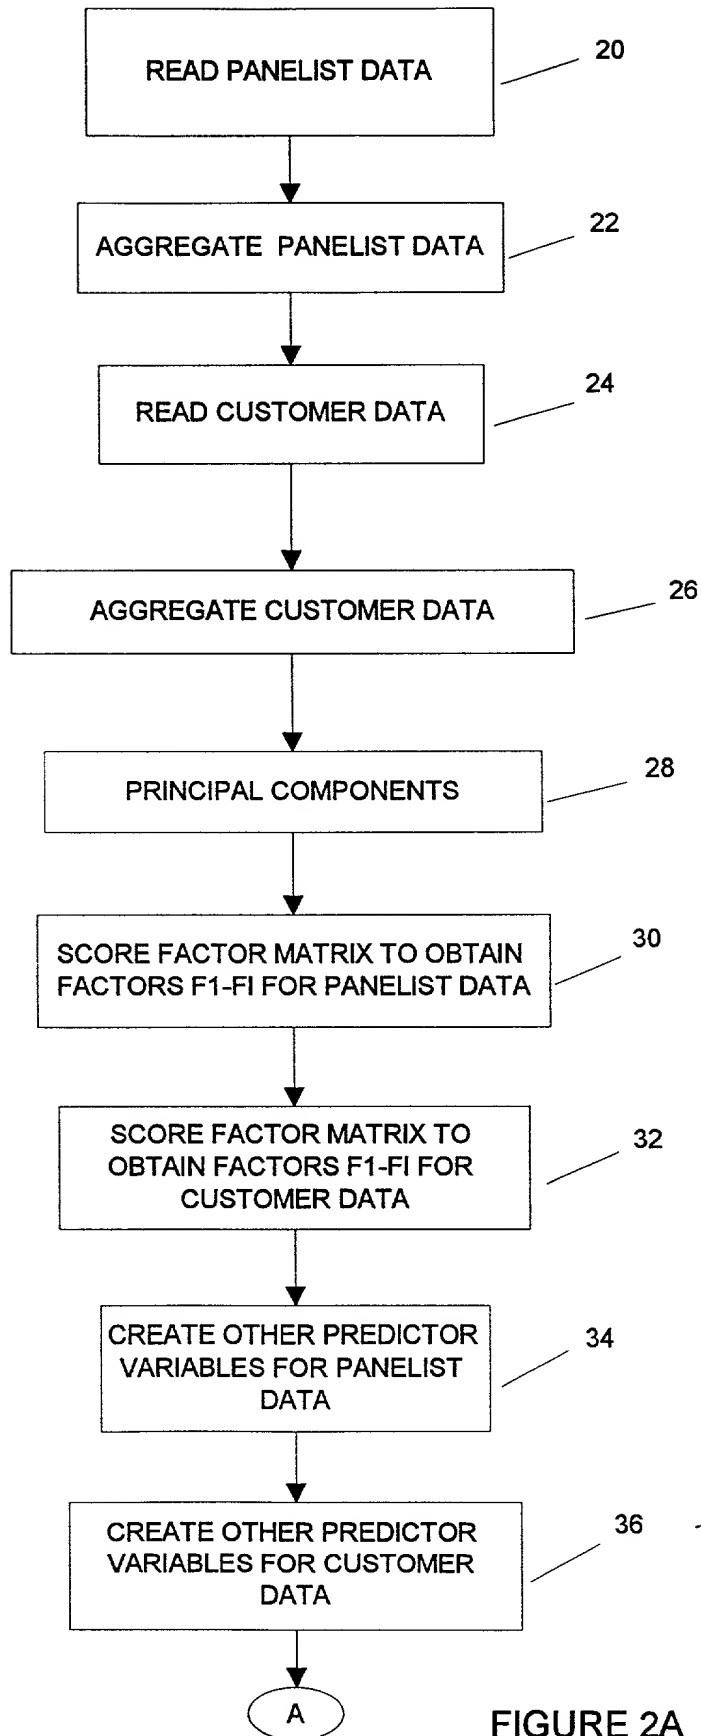 READ PANELIST DATA
20
AGGREGATE PANELIST DATA
22
READ CUSTOMER DATA
24
AGGREGATE CUSTOMER DATA
26
PRINCIPAL COMPONENTS
28
SCORE FACTOR MATRIX TO OBTAIN
FACTORS F1-FI FOR PANELIST DATA
30
SCORE FACTOR MATRIX TO
OBTAIN FACTORS F1-FI FOR
CUSTOMER DATA
32
CREATE OTHER PREDICTOR
VARIABLES FOR PANELIST
DATA
34
CREATE OTHER PREDICTOR
VARIABLES FOR CUSTOMER
DATA
36
A
FIGURE 2A